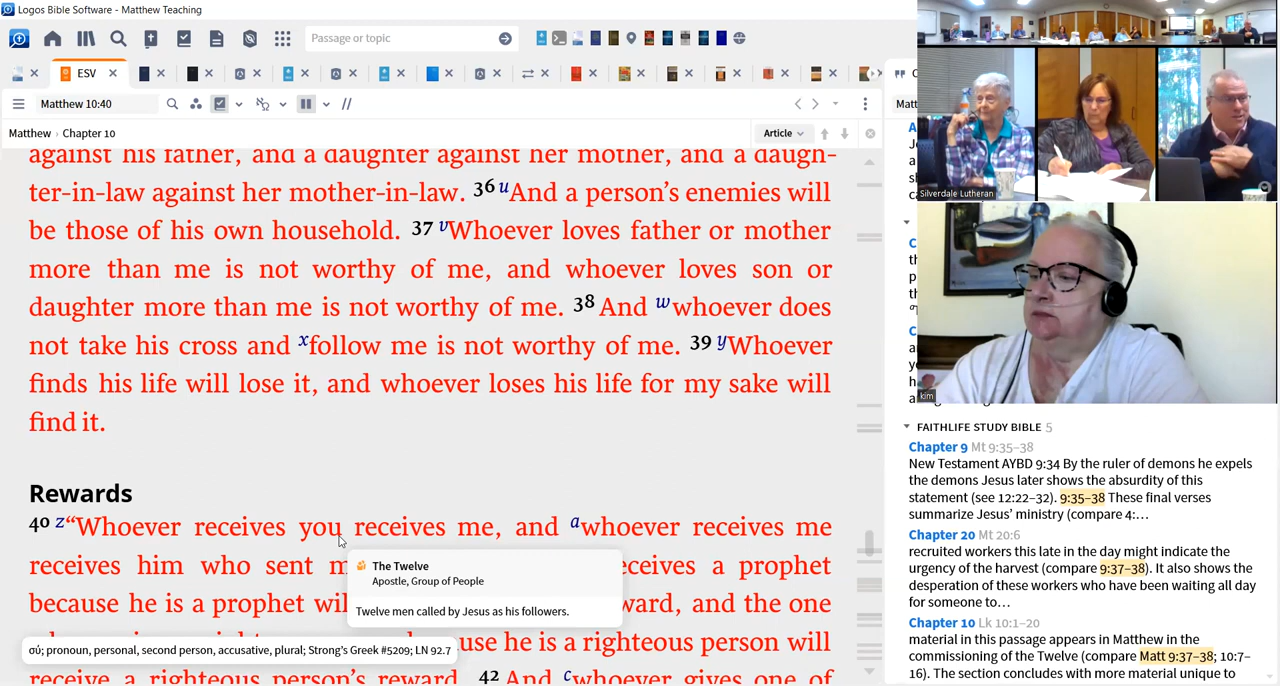 Logos Bible Software - Matthew Teaching
Passage or topic
ESV
Matthew 10:40
Matthew › Chapter 10
Article
against his father, and a daughter against her mother, and a daugh-
ter-in-law against her mother-in-law. 36 u And a person’s enemies will
be those of his own household. 37 v Whoever loves father or mother
more than me is not worthy of me, and whoever loves son or
daughter more than me is not worthy of me. 38 And w whoever does
not take his cross and x follow me is not worthy of me. 39 y Whoever
finds his life will lose it, and whoever loses his life for my sake will
find it.
Rewards
40 z “Whoever receives you receives me, and a whoever receives me
receives him who sent m
eceives a prophet
because he is a prophet wil
ward, and the one
use he is a righteous person will
receive a righteous person’s reward. 42 And c whoever gives one of
The Twelve
Apostle, Group of People
Twelve men called by Jesus as his followers.
σύ; pronoun, personal, second person, accusative, plural; Strong’s Greek #5209; LN 92.7
Mat
Silverdale Lutheran
kim
FAITHLIFE STUDY BIBLE 5
Chapter 9 Mt 9:35–38
New Testament AYBD 9:34 By the ruler of demons he expels
the demons Jesus later shows the absurdity of this
statement (see 12:22–32). 9:35–38 These final verses
summarize Jesus’ ministry (compare 4:…
Chapter 20 Mt 20:6
recruited workers this late in the day might indicate the
urgency of the harvest (compare 9:37–38). It also shows the
desperation of these workers who have been waiting all day
for someone to…
Chapter 10 Lk 10:1–20
material in this passage appears in Matthew in the
commissioning of the Twelve (compare Matt 9:37–38; 10:7–
16). The section concludes with more material unique to